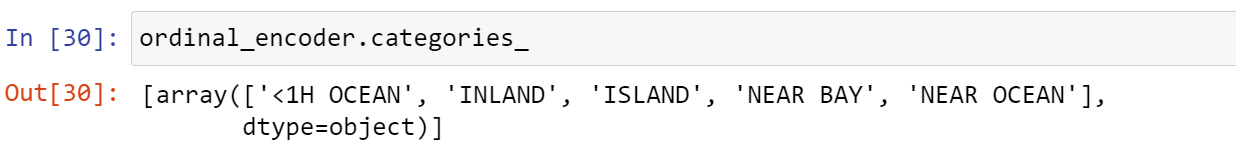 In [30]: ordinal_encoder.categories_
Out[30]: [array(['<1H OCEAN', 'INLAND', 'ISLAND', 'NEAR BAY', 'NEAR OCEAN'],
dtype=object)]